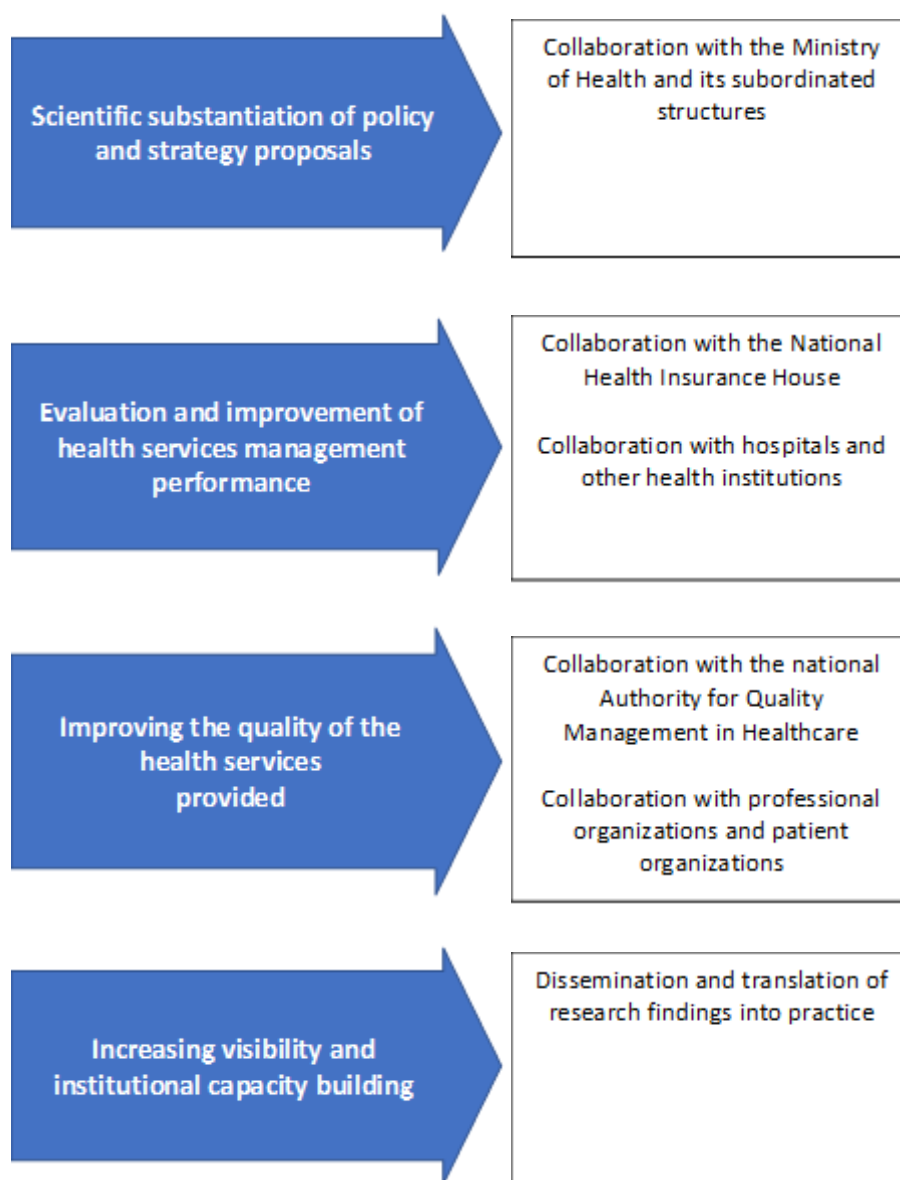 Scientific substantiation of policy
and strategy proposals
Collaboration with the Ministry
of Health and its subordinated
structures
Evaluation and improvement of
health services management
performance
Collaboration with the National
Health Insurance House
Collaboration with hospitals and
other health institutions
Improving the quality of the
health services
provided
Collaboration with the national
Authority for Quality
Management in Healthcare
Collaboration with professional
organizations and patient
organizations
Increasing visibility and
institutional capacity building
Dissemination and translation of
research findings into practice